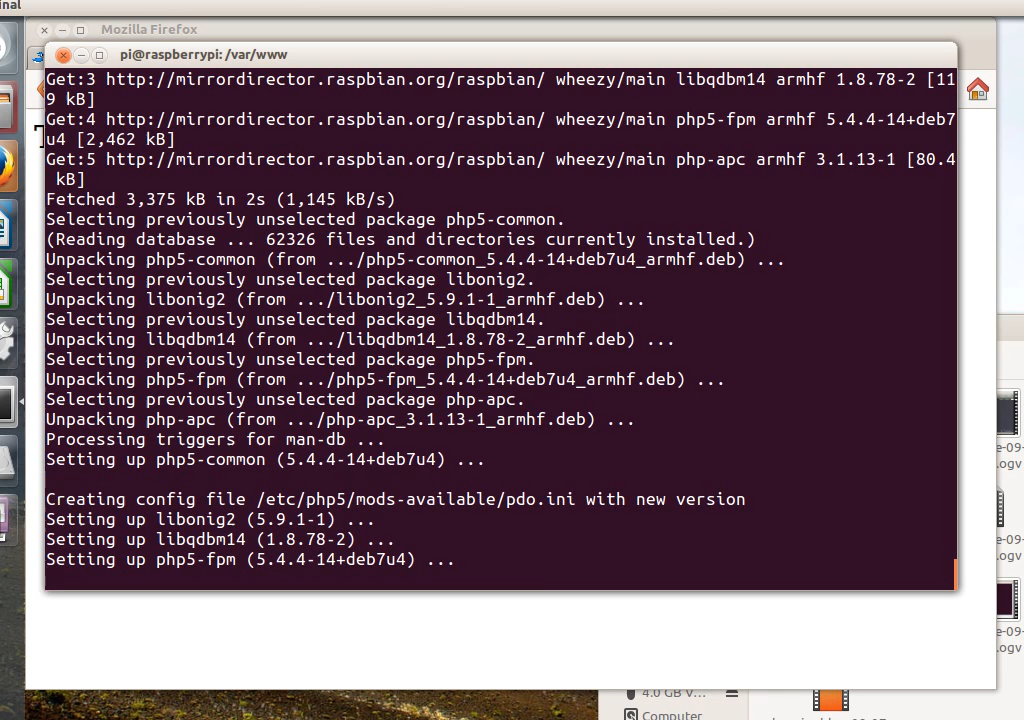 nal
Mozilla Firefox
pi@raspberrypi: /var/www
Get:3 http://mirrordirector.raspbian.org/raspbian/ wheezy/main libqdbm14 armhf 1.8.78-2 [11
9 kB]
Get:4 http://mirrordirector.raspbian.org/raspbian/ wheezy/main php5-fpm armhf 5.4.4-14+deb7
u4 [2,462 kB]
Get:5 http://mirrordirector.raspbian.org/raspbian/ wheezy/main php-apc armhf 3.1.13-1 [80.4
 kB]
Fetched 3,375 kB in 2s (1,145 kB/s)
Selecting previously unselected package php5-common.
(Reading database ... 62326 files and directories currently installed.)
Unpacking php5-common (from .../php5-common_5.4.4-14+deb7u4_armhf.deb) ...
Selecting previously unselected package libonig2.
Unpacking libonig2 (from .../libonig2_5.9.1-1_armhf.deb) ...
Selecting previously unselected package libqdbm14.
Unpacking libqdbm14 (from .../libqdbm14_1.8.78-2_armhf.deb) ...
Selecting previously unselected package php5-fpm.
Unpacking php5-fpm (from .../php5-fpm_5.4.4-14+deb7u4_armhf.deb) ...
Selecting previously unselected package php-apc.
Unpacking php-apc (from .../php-apc_3.1.13-1_armhf.deb) ...
Processing triggers for man-db ...
Setting up php5-common (5.4.4-14+deb7u4) ...

Creating config file /etc/php5/mods-available/pdo.ini with new version
Setting up libonig2 (5.9.1-1) ...
Setting up libqdbm14 (1.8.78-2) ...
Setting up php5-fpm (5.4.4-14+deb7u4) ...
e-09-
.ogv
e-09-
.ogv
e-09-
.ogv
4.0 GB V...
Computer